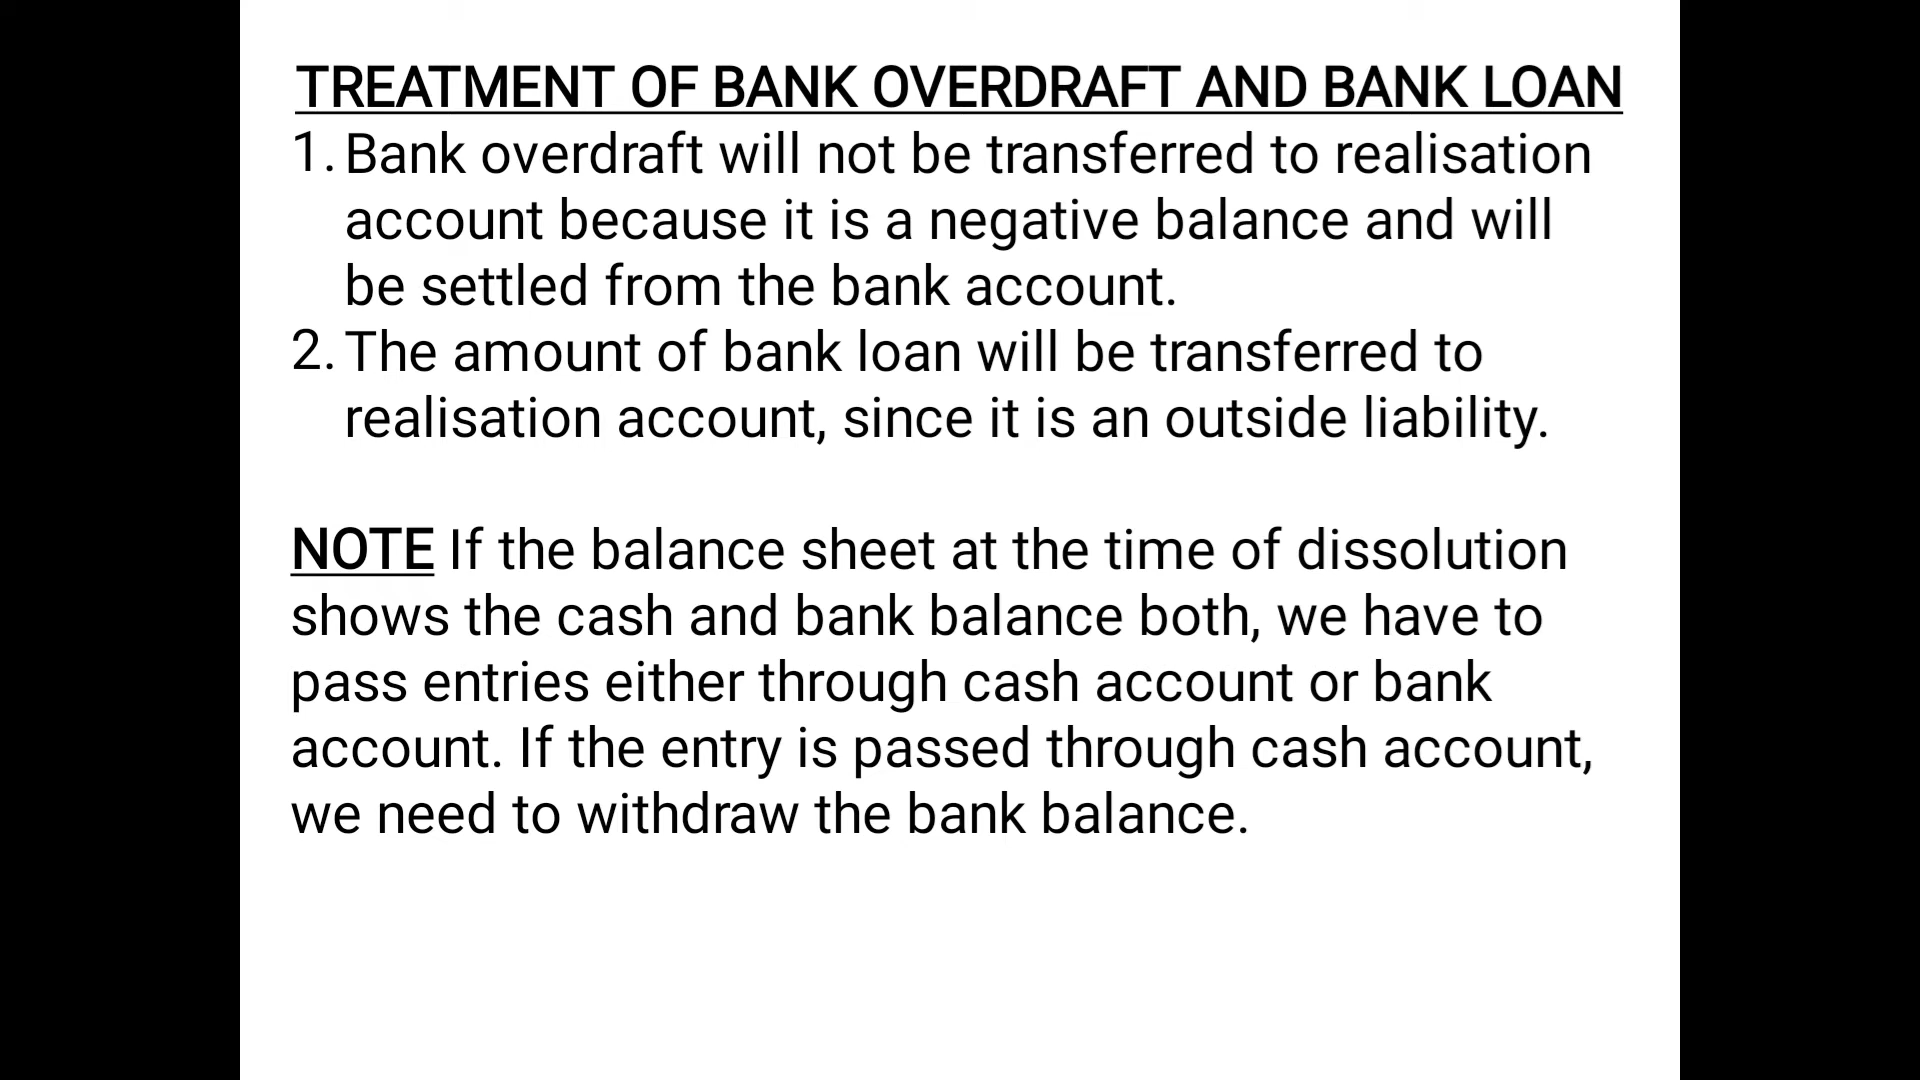 TREATMENT OF BANK OVERDRAFT AND BANK LOAN
1. Bank overdraft will not be transferred to realisation
account because it is a negative balance and will
be settled from the bank account.
2. The amount of bank loan will be transferred to
realisation account, since it is an outside liability.
NOTE If the balance sheet at the time of dissolution
shows the cash and bank balance both, we have to
pass entries either through cash account or bank
account. If the entry is passed through cash account,
we need to withdraw the bank balance.